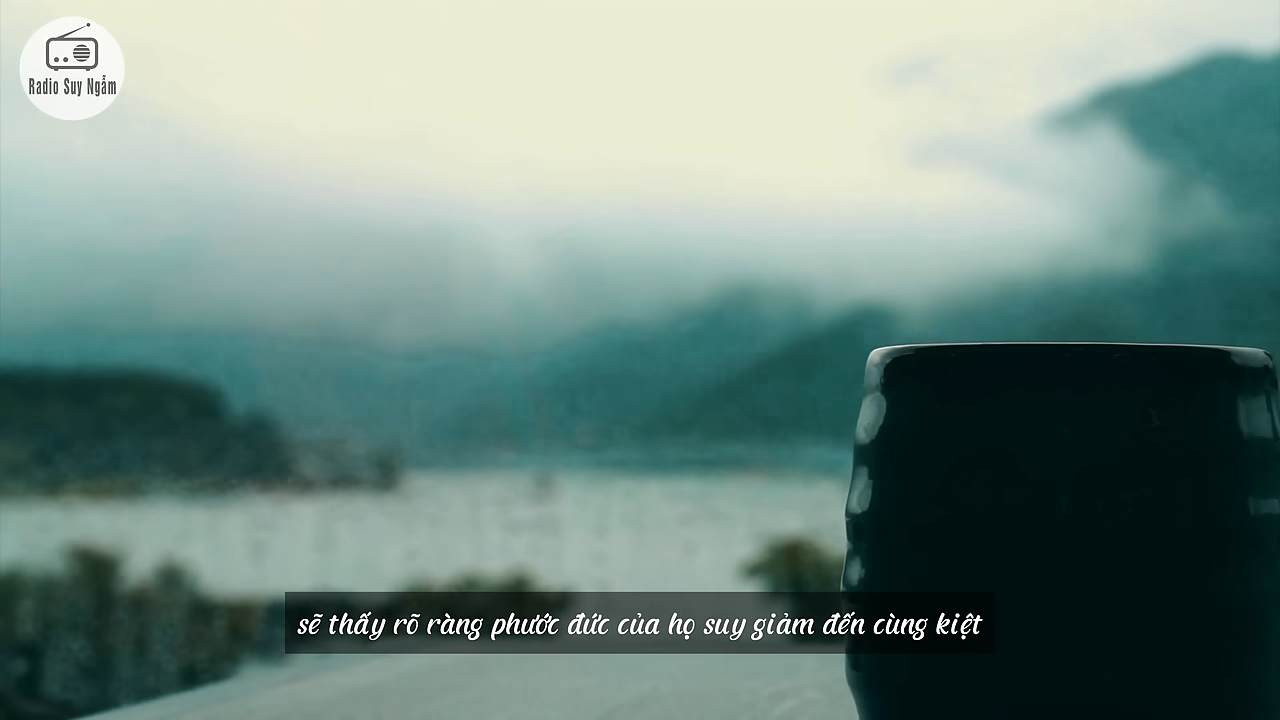 Radio Suy Ngẫm
sẽ thấy rõ ràng phước đức của họ suy giảm đến cùng kiệt